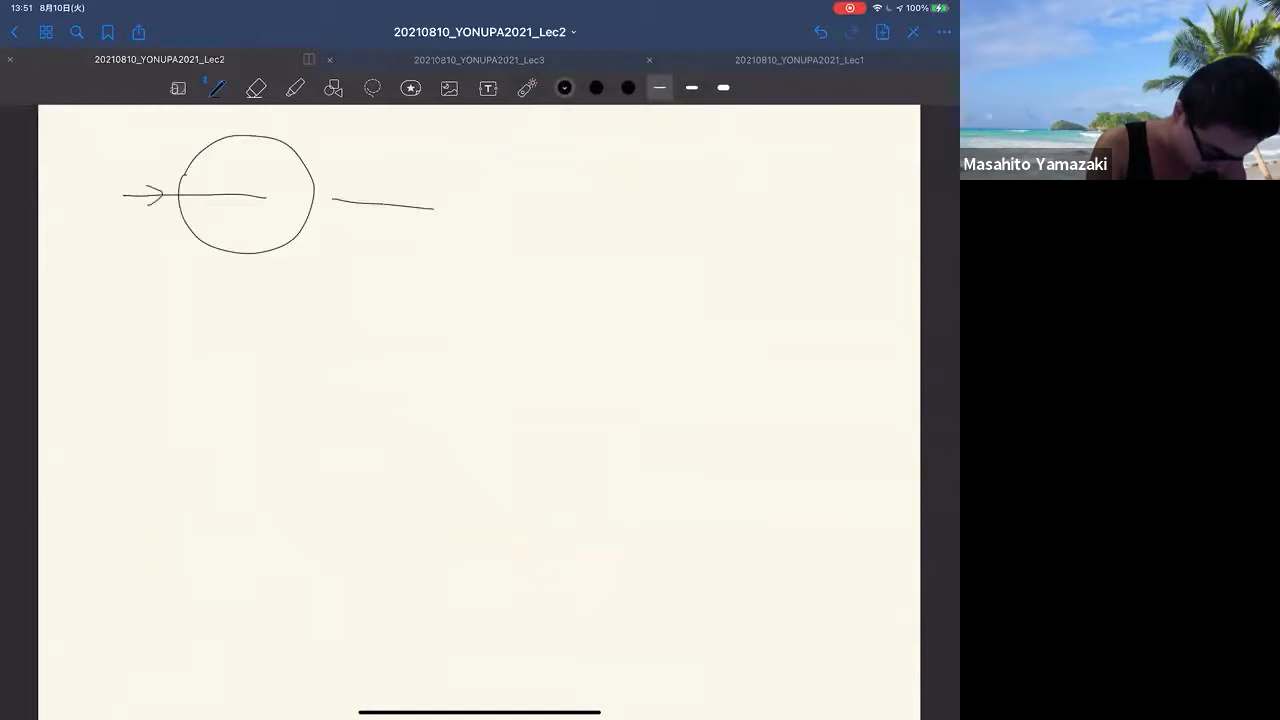 13:51 8月10日(火)
100%
20210810_YONUPA2021_Lec2
20210810_YONUPA2021_Lec2
20210810_YONUPA2021_Lec3
20210810_YONUPA2021_Lec1
T
Masahito Yamazaki